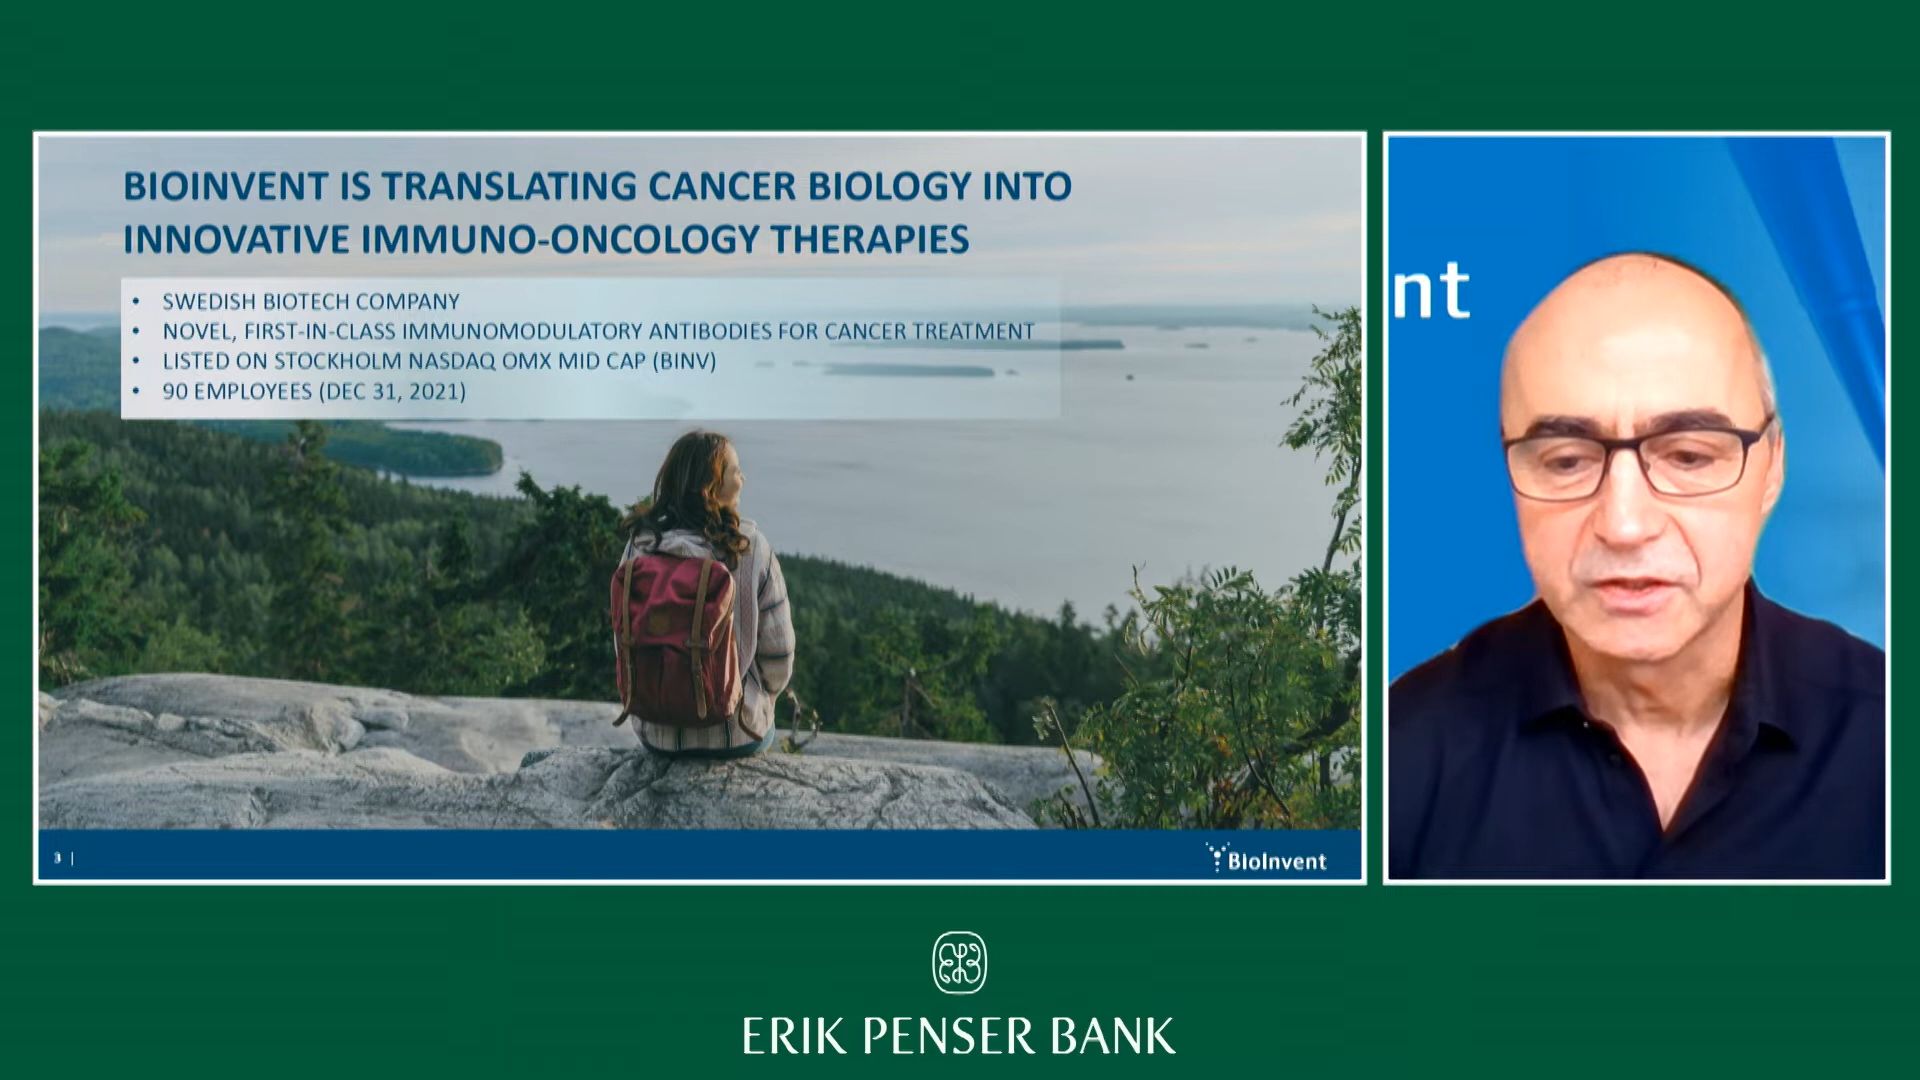 BIOINVENT IS TRANSLATING CANCER BIOLOGY INTO
INNOVATIVE IMMUNO-ONCOLOGY THERAPIES
• SWEDISH BIOTECH COMPANY
• NOVEL, FIRST-IN-CLASS IMMUNOMODULATORY ANTIBODIES FOR CANCER TREATMENT
• LISTED ON STOCKHOLM NASDAQ OMX MID CAP (BINV)
• 90 EMPLOYEES (DEC 31, 2021)
3 |
BioInvent
nt
ERIK PENSER BANK